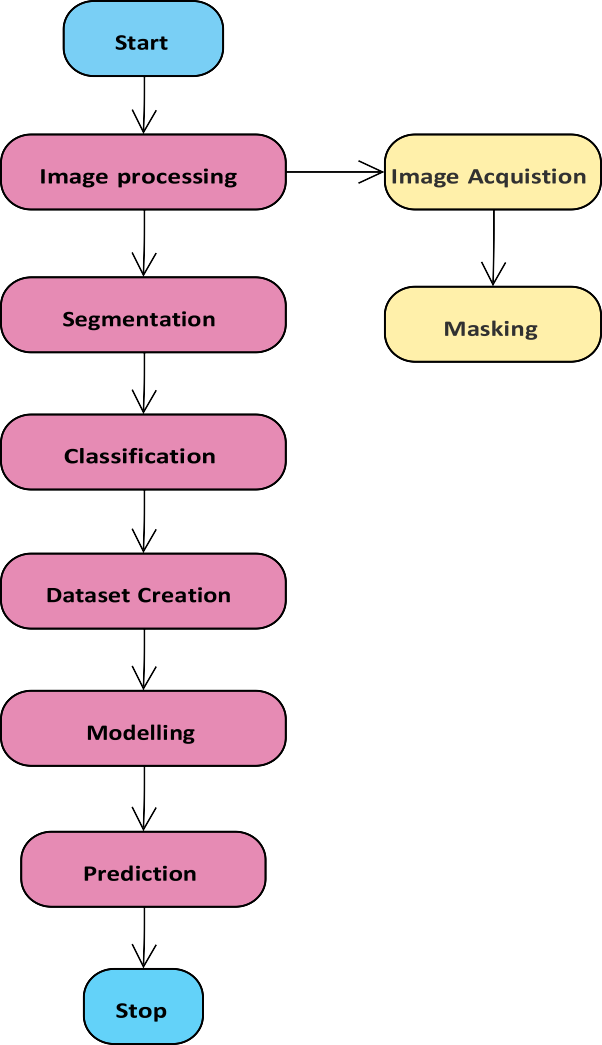 Start
Image processing
Image Acquistion
Segmentation
Masking
Classification
Dataset Creation
Modelling
Prediction
Stop